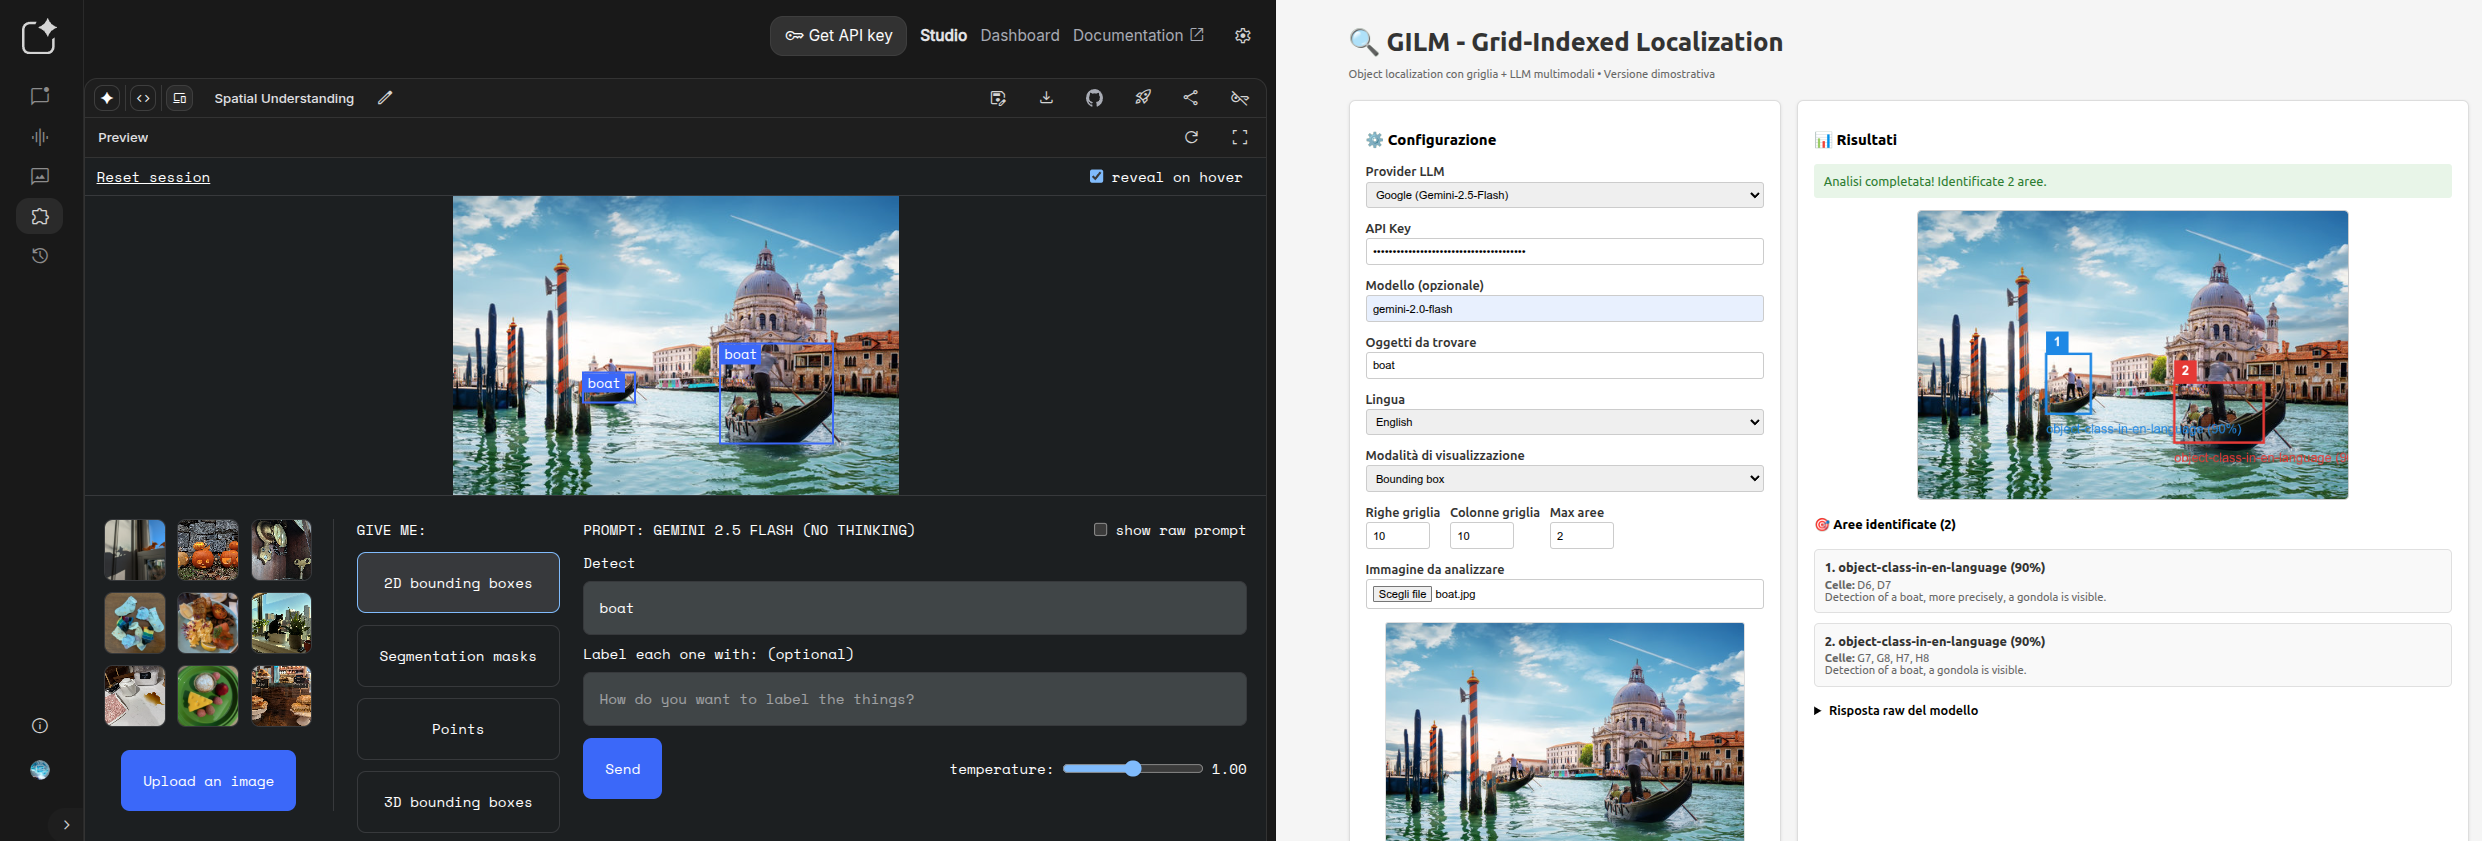 Get API key Studio Dashboard Documentation
Spatial Understanding
Preview
Reset session
reveal on hover
boat
boat
GIVE ME:
2D bounding boxes
Segmentation masks
Points
3D bounding boxes
Upload an image
PROMPT: GEMINI 2.5 FLASH (NO THINKING)
show raw prompt
Detect
boat
Label each one with: (optional)
How do you want to label the things?
Send
temperature: 1.00
GILM - Grid-Indexed Localization
Object localization con griglia + LLM multimodali • Versione dimostrativa
Configurazione
Provider LLM
Google (Gemini-2.5-Flash)
API Key
Modello (opzionale)
gemini-2.0-flash
Oggetti da trovare
boat
Lingua
English
Modalità di visualizzazione
Bounding box
Righe griglia Colonne griglia Max aree
10 10 2
Immagine da analizzare
Scegli file boat.jpg
Risultati
Analisi completata! Identificate 2 aree.
1
2
object-class-in-en-language (90%)
object-class-in-en-language (9
Aree identificate (2)
1. object-class-in-en-language (90%)
Celle: D6, D7
Detection of a boat, more precisely, a gondola is visible.
2. object-class-in-en-language (90%)
Celle: G7, G8, H7, H8
Detection of a boat, a gondola is visible.
Risposta raw del modello